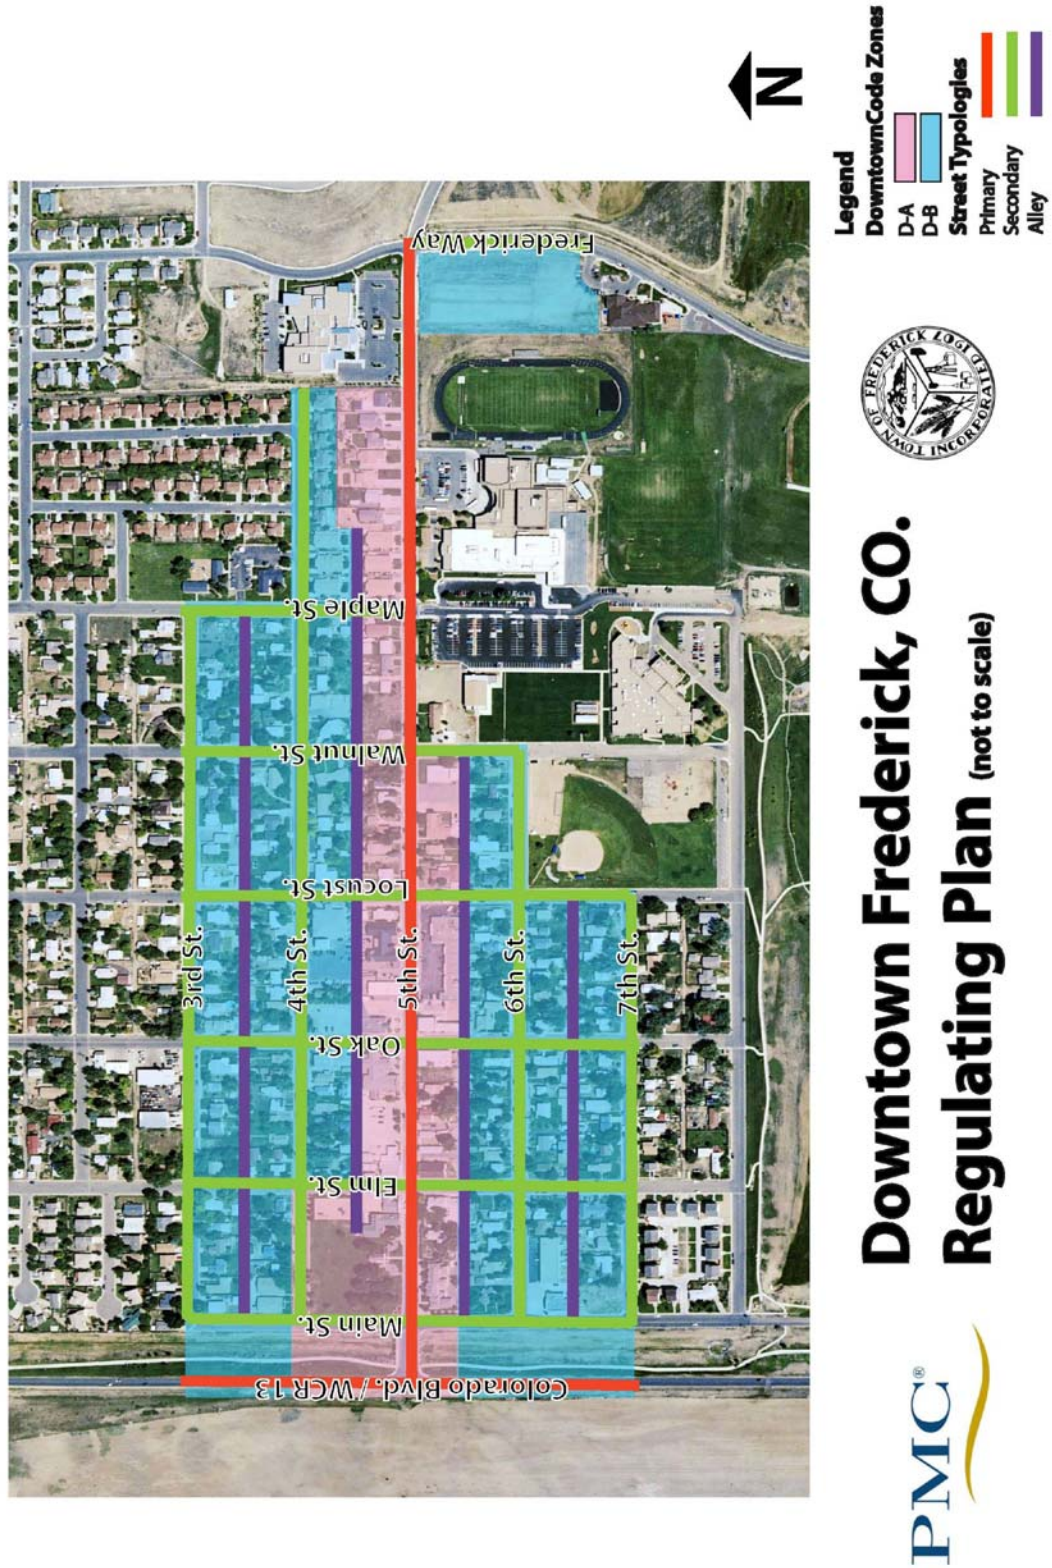 3rd St.
4th St.
5th St.
6th St.
7th St.
Colorado Blvd. / WCR 13
Main St.
Elm St.
Oak St.
Locust St.
Walnut St.
Maple St.
Frederick Way
N
PMC®
Downtown Frederick, CO.
Regulating Plan (not to scale)
TOWN OF FREDERICK
INCORPORATED 1907
Legend
DowntownCode Zones
D-A
D-B
Street Typologies
Primary
Secondary
Alley